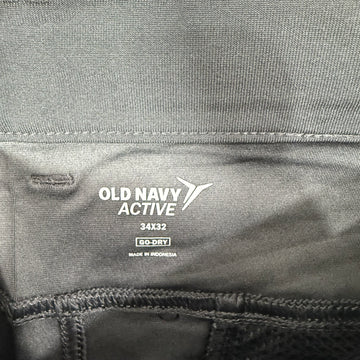 OLD NAVY
ACTIVE
34X32
GO-DRY
MADE IN INDONESIA